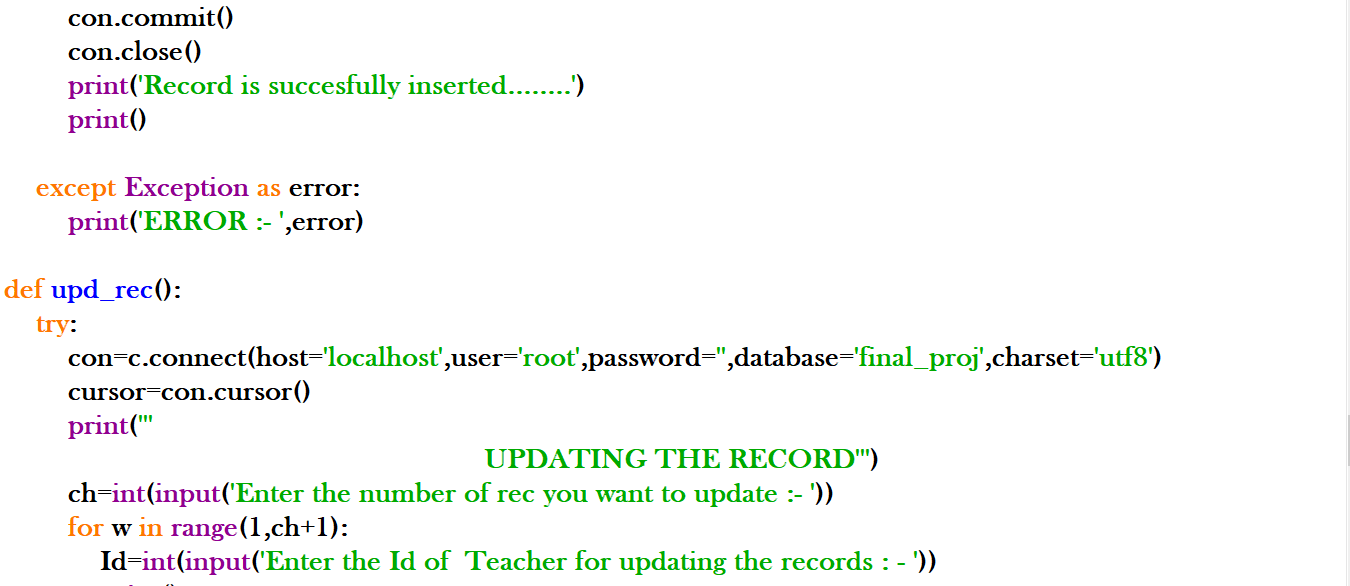 con.commit()
con.close()
print('Record is succesfully inserted........')
print()
except Exception as error:
print('ERROR :- ',error)
def upd_rec():
try:
con=c.connect(host='localhost',user='root',password='',database='final_proj',charset='utf8')
cursor=con.cursor()
print('''
UPDATING THE RECORD''')
ch=int(input('Enter the number of rec you want to update :- '))
for w in range(1,ch+1):
Id=int(input('Enter the Id of  Teacher for updating the records : - '))